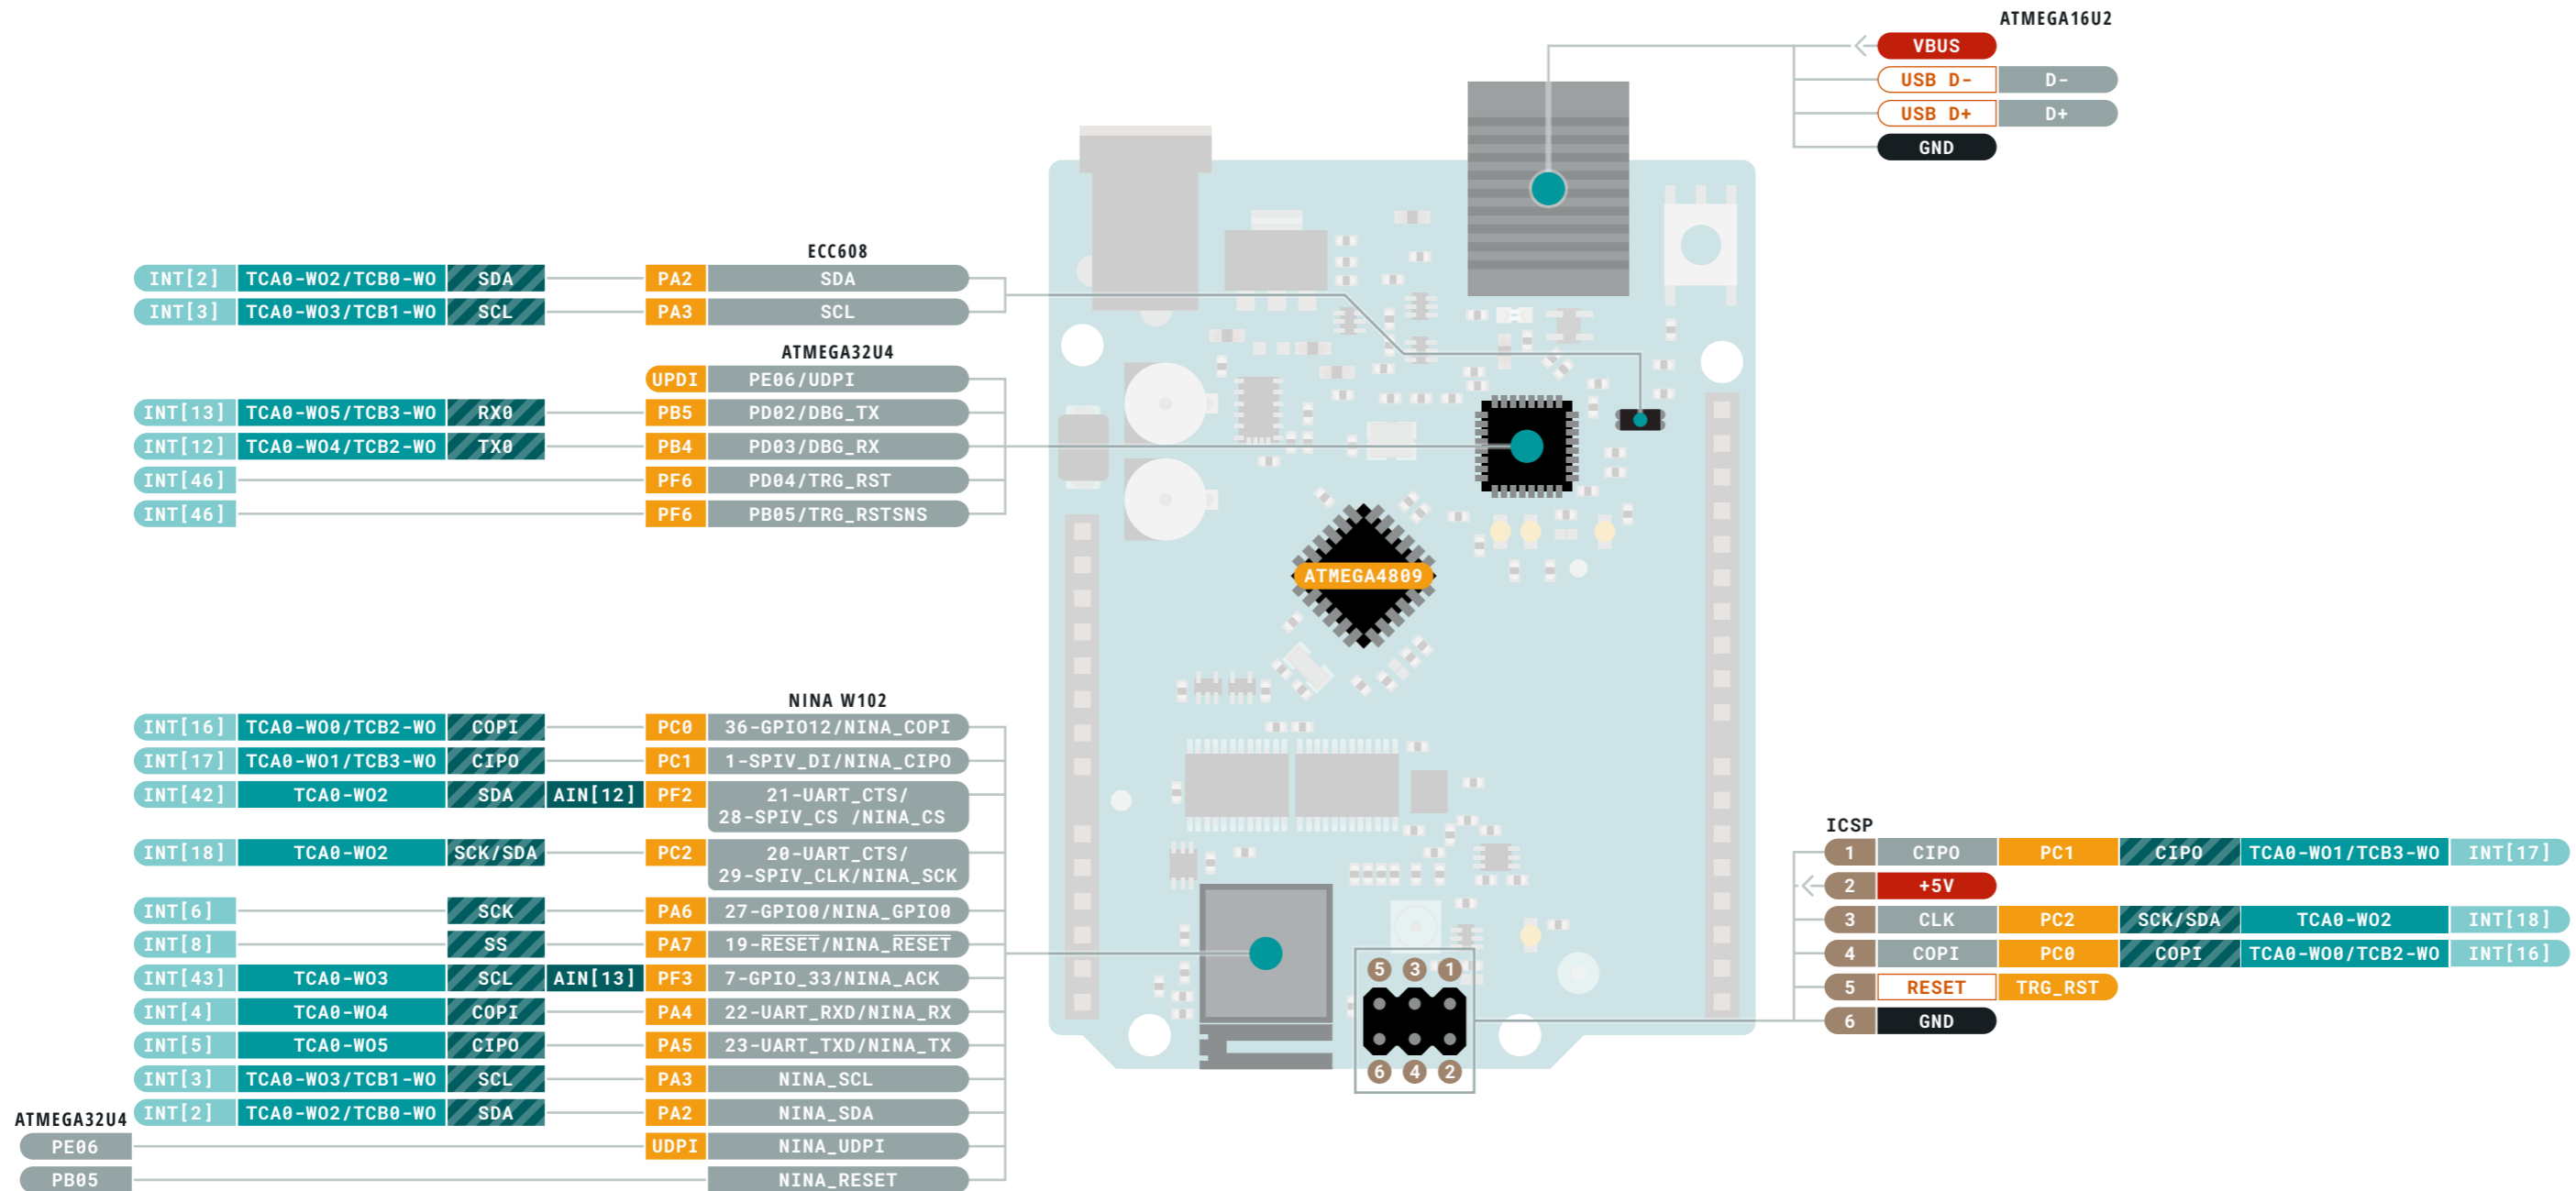 ATMEGA16U2
VBUS
USB D- D-
USB D+ D+
GND
ECC608
INT[2] TCA0-WO2/TCB0-WO SDA PA2 SDA
INT[3] TCA0-WO3/TCB1-WO SCL PA3 SCL
ATMEGA32U4
UPDI PE06/UDPI
INT[13] TCA0-WO5/TCB3-WO RX0 PB5 PD02/DBG_TX
INT[12] TCA0-WO4/TCB2-WO TX0 PB4 PD03/DBG_RX
INT[46] PF6 PD04/TRG_RST
INT[46] PF6 PB05/TRG_RSTSNS
ATMEGA4809
NINA W102
INT[16] TCA0-WO0/TCB2-WO COPI PC0 36-GPIO12/NINA_COPI
INT[17] TCA0-WO1/TCB3-WO CIPO PC1 1-SPIV_DI/NINA_CIPO
INT[42] TCA0-WO2 SDA AIN[12] PF2 21-UART_CTS/
28-SPIV_CS /NINA_CS
INT[18] TCA0-WO2 SCK/SDA PC2 20-UART_CTS/
29-SPIV_CLK/NINA_SCK
INT[6] SCK PA6 27-GPIO0/NINA_GPIO0
INT[8] SS PA7 19-RESET/NINA_RESET
INT[43] TCA0-WO3 SCL AIN[13] PF3 7-GPIO_33/NINA_ACK
INT[4] TCA0-WO4 COPI PA4 22-UART_RXD/NINA_RX
INT[5] TCA0-WO5 CIPO PA5 23-UART_TXD/NINA_TX
INT[3] TCA0-WO3/TCB1-WO SCL PA3 NINA_SCL
INT[2] TCA0-WO2/TCB0-WO SDA PA2 NINA_SDA
ATMEGA32U4
PE06 UDPI NINA_UDPI
PB05 NINA_RESET
5 3 1
6 4 2
ICSP
1 CIPO PC1 CIPO TCA0-WO1/TCB3-WO INT[17]
2 +5V
3 CLK PC2 SCK/SDA TCA0-WO2 INT[18]
4 COPI PC0 COPI TCA0-WO0/TCB2-WO INT[16]
5 RESET TRG_RST
6 GND